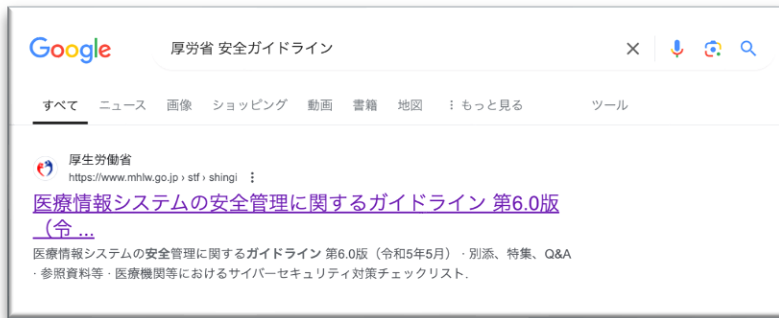 Google
厚労省 安全ガイドライン
すべて ニュース 画像 ショッピング 動画 書籍 地図 もっと見る ツール
厚生労働省
https://www.mhlw.go.jp › stf › shingi
医療情報システムの安全管理に関するガイドライン 第6.0版
（令 ...
医療情報システムの安全管理に関するガイドライン 第6.0版（令和5年5月） · 別添、特集、Q&A
· 参照資料等 · 医療機関等におけるサイバーセキュリティ対策チェックリスト.